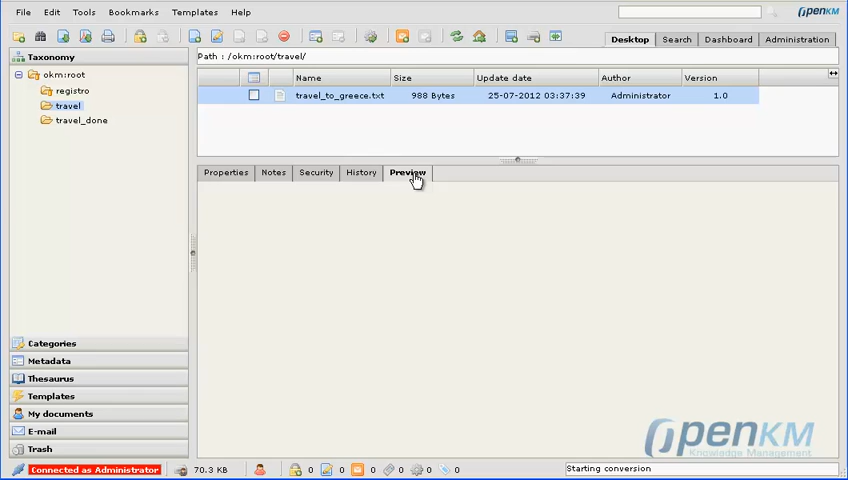 File Edit Tools Bookmarks Templates Help
OpenKM
Desktop Search Dashboard Administration
Taxonomy
Path : /okm:root/travel/
okm:root
registro
travel
travel_done
Name Size Update date Author Version
travel_to_greece.txt 988 Bytes 25-07-2012 03:37:39 Administrator 1.0
Properties Notes Security History Preview
Categories
Metadata
Thesaurus
Templates
My documents
E-mail
Trash
OpenKM
Knowledge Management
Connected as Administrator 70.3 KB 0 0 0 0 0 0 Starting conversion